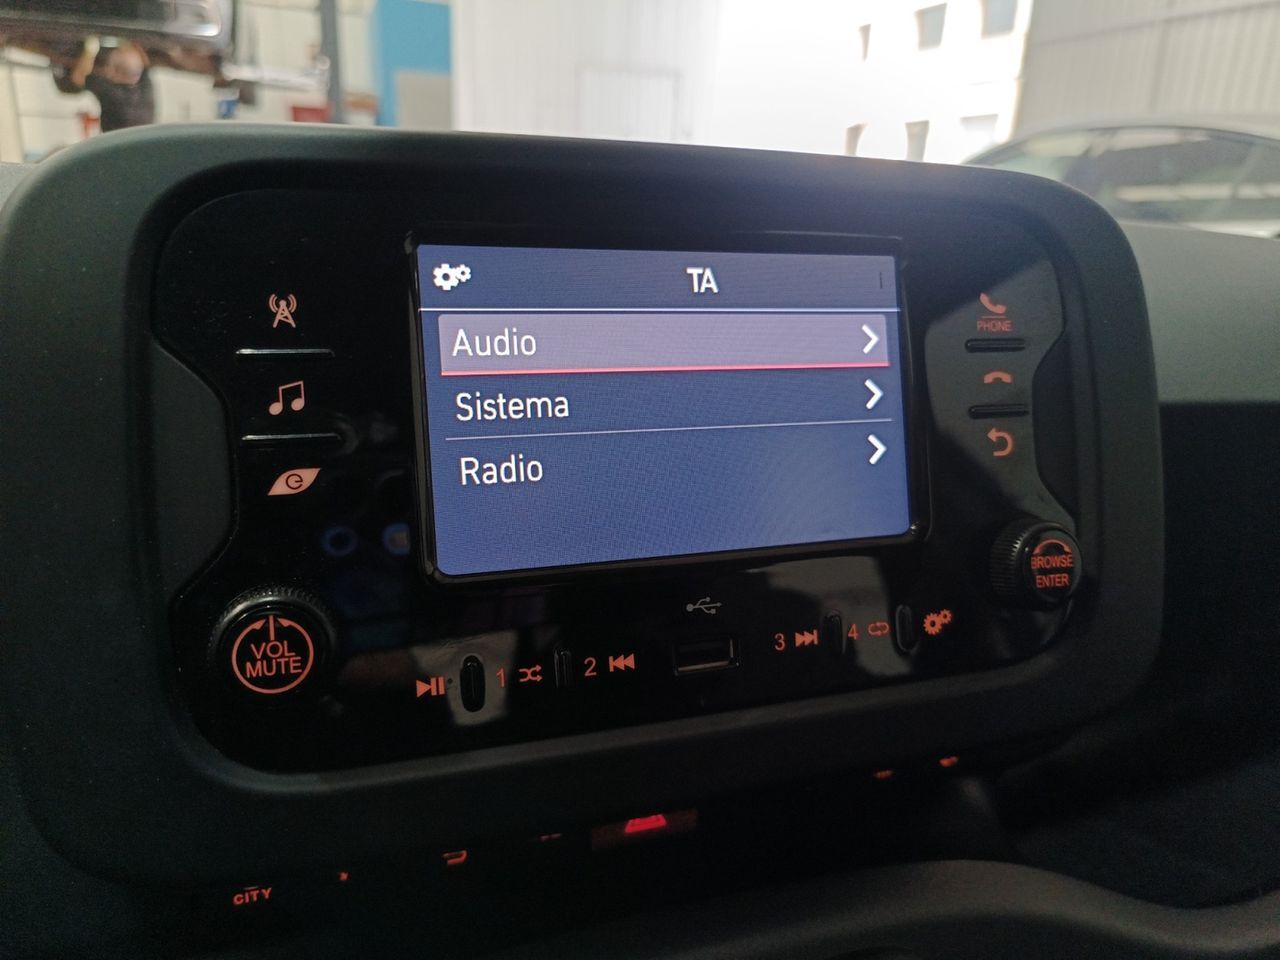 TA
Audio
Sistema
Radio
PHONE
VOL
MUTE
BROWSE
ENTER
1
2
3
4
CITY